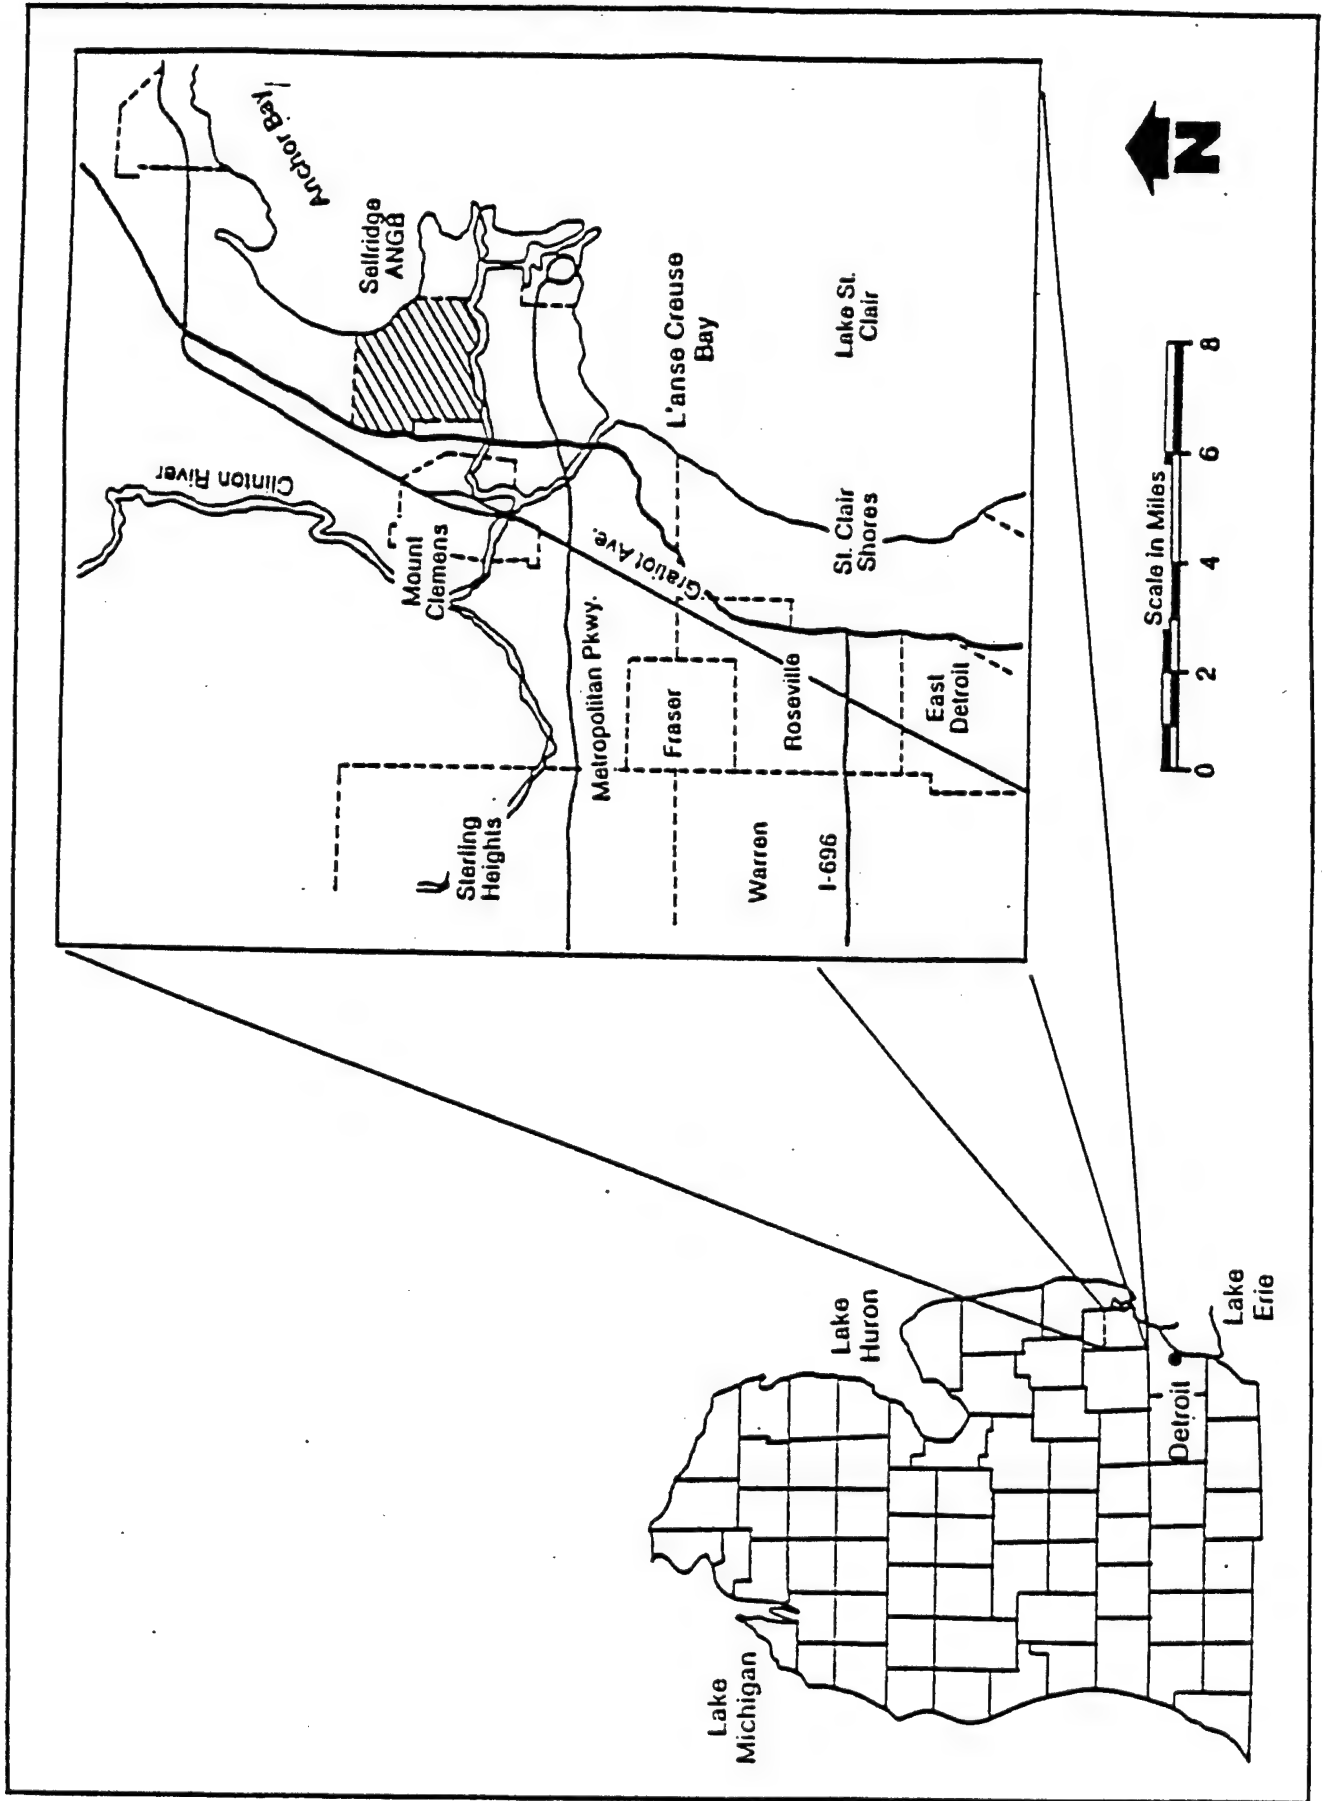 Anchor Bay
Selfridge
ANGB
Clinton River
Mount
Clemens
L'anse Creuse
Bay
Lake St.
Clair
Metropolitan Pkwy.
Gratiot Ave.
St. Clair
Shores
Sterling
Heights
Fraser
Roseville
East
Detroit
Warren
I-696
N
Scale in Miles
0 2 4 6 8
Lake
Huron
Lake
Erie
Detroit
Lake
Michigan